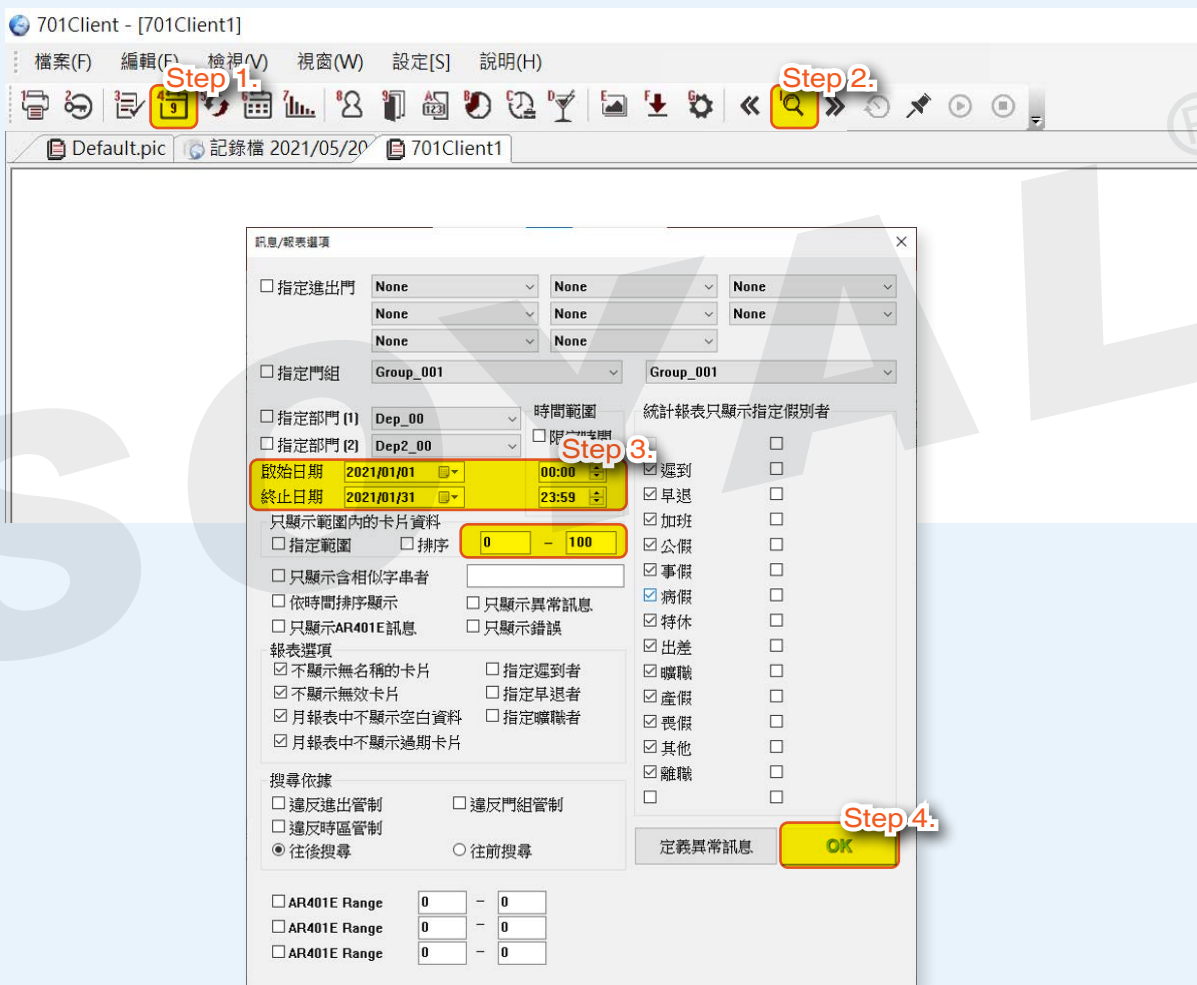 701Client - [701Client1]
檔案(F) 編輯(E) 檢視(V) 視窗(W) 設定[S] 說明(H)
Step 1. Step 2.
Default.pic 記錄檔 2021/05/20 701Client1
SOYAL®
訊息/報表選項
指定進出門 None None None
None None None
None None
指定門組 Group_001 Group_001
指定部門 (1) Dep_00 時間範圍 統計報表只顯示指定假別者
指定部門 (2) Dep2_00 限定時間
Step 3.
啟始日期 2021/01/01 00:00 遲到
終止日期 2021/01/31 23:59 早退
只顯示範圍內的卡片資料 加班
指定範圍 排序 0 - 100 公假
只顯示含相似字串者 事假
依時間排序顯示 只顯示異常訊息 病假
只顯示AR401E訊息 只顯示錯誤 特休
報表選項 出差
不顯示無名稱的卡片 指定遲到者 曠職
不顯示無效卡片 指定早退者 產假
月報表中不顯示空白資料 指定曠職者 喪假
月報表中不顯示過期卡片 其他
搜尋依據 離職
違反進出管制 違反門組管制
違反時區管制 Step 4.
往後搜尋 往前搜尋 定義異常訊息 OK
AR401E Range 0 - 0
AR401E Range 0 - 0
AR401E Range 0 - 0